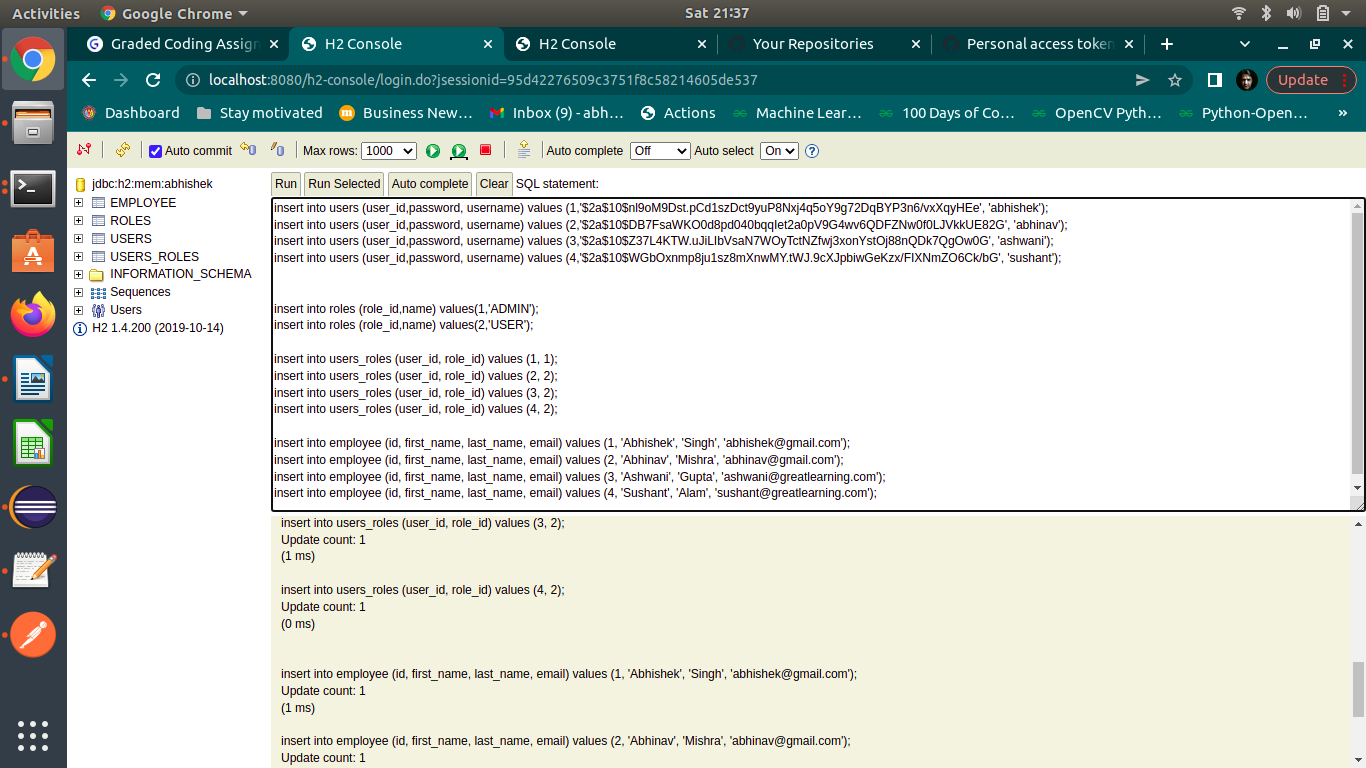 Activities Google Chrome Sat 21:37
Graded Coding Assign H2 Console H2 Console Your Repositories Personal access token
localhost:8080/h2-console/login.do?jsessionid=95d42276509c3751f8c58214605de537 Update
Dashboard Stay motivated Business New... Inbox (9) - abh... Actions Machine Lear... 100 Days of Co... OpenCV Pyth... Python-Open... »
Auto commit Max rows: 1000 Auto complete Off Auto select On
jdbc:h2:mem:abhishek
EMPLOYEE
ROLES
USERS
USERS_ROLES
INFORMATION_SCHEMA
Sequences
Users
H2 1.4.200 (2019-10-14)
Run Run Selected Auto complete Clear SQL statement:
insert into users (user_id,password, username) values (1,'$2a$10$nl9oM9Dst.pCd1szDct9yuP8Nxj4q5oY9g72DqBYP3n6/vxXqyHEe', 'abhishek');
insert into users (user_id,password, username) values (2,'$2a$10$DB7FsaWKO0d8pd040bqqIet2a0pV9G4wv6QDFZNw0f0LJVkkUE82G', 'abhinav');
insert into users (user_id,password, username) values (3,'$2a$10$Z37L4KTW.uJiLIbVsaN7WOyTctNZfwj3xonYstOj88nQDk7QgOw0G', 'ashwani');
insert into users (user_id,password, username) values (4,'$2a$10$WGbOxnmp8ju1sz8mXnwMY.tWJ.9cXJpbiwGeKzx/FIXNmZO6Ck/bG', 'sushant');
insert into roles (role_id,name) values(1,'ADMIN');
insert into roles (role_id,name) values(2,'USER');
insert into users_roles (user_id, role_id) values (1, 1);
insert into users_roles (user_id, role_id) values (2, 2);
insert into users_roles (user_id, role_id) values (3, 2);
insert into users_roles (user_id, role_id) values (4, 2);
insert into employee (id, first_name, last_name, email) values (1, 'Abhishek', 'Singh', 'abhishek@gmail.com');
insert into employee (id, first_name, last_name, email) values (2, 'Abhinav', 'Mishra', 'abhinav@gmail.com');
insert into employee (id, first_name, last_name, email) values (3, 'Ashwani', 'Gupta', 'ashwani@greatlearning.com');
insert into employee (id, first_name, last_name, email) values (4, 'Sushant', 'Alam', 'sushant@greatlearning.com');
insert into users_roles (user_id, role_id) values (3, 2);
Update count: 1
(1 ms)
insert into users_roles (user_id, role_id) values (4, 2);
Update count: 1
(0 ms)
insert into employee (id, first_name, last_name, email) values (1, 'Abhishek', 'Singh', 'abhishek@gmail.com');
Update count: 1
(1 ms)
insert into employee (id, first_name, last_name, email) values (2, 'Abhinav', 'Mishra', 'abhinav@gmail.com');
Update count: 1